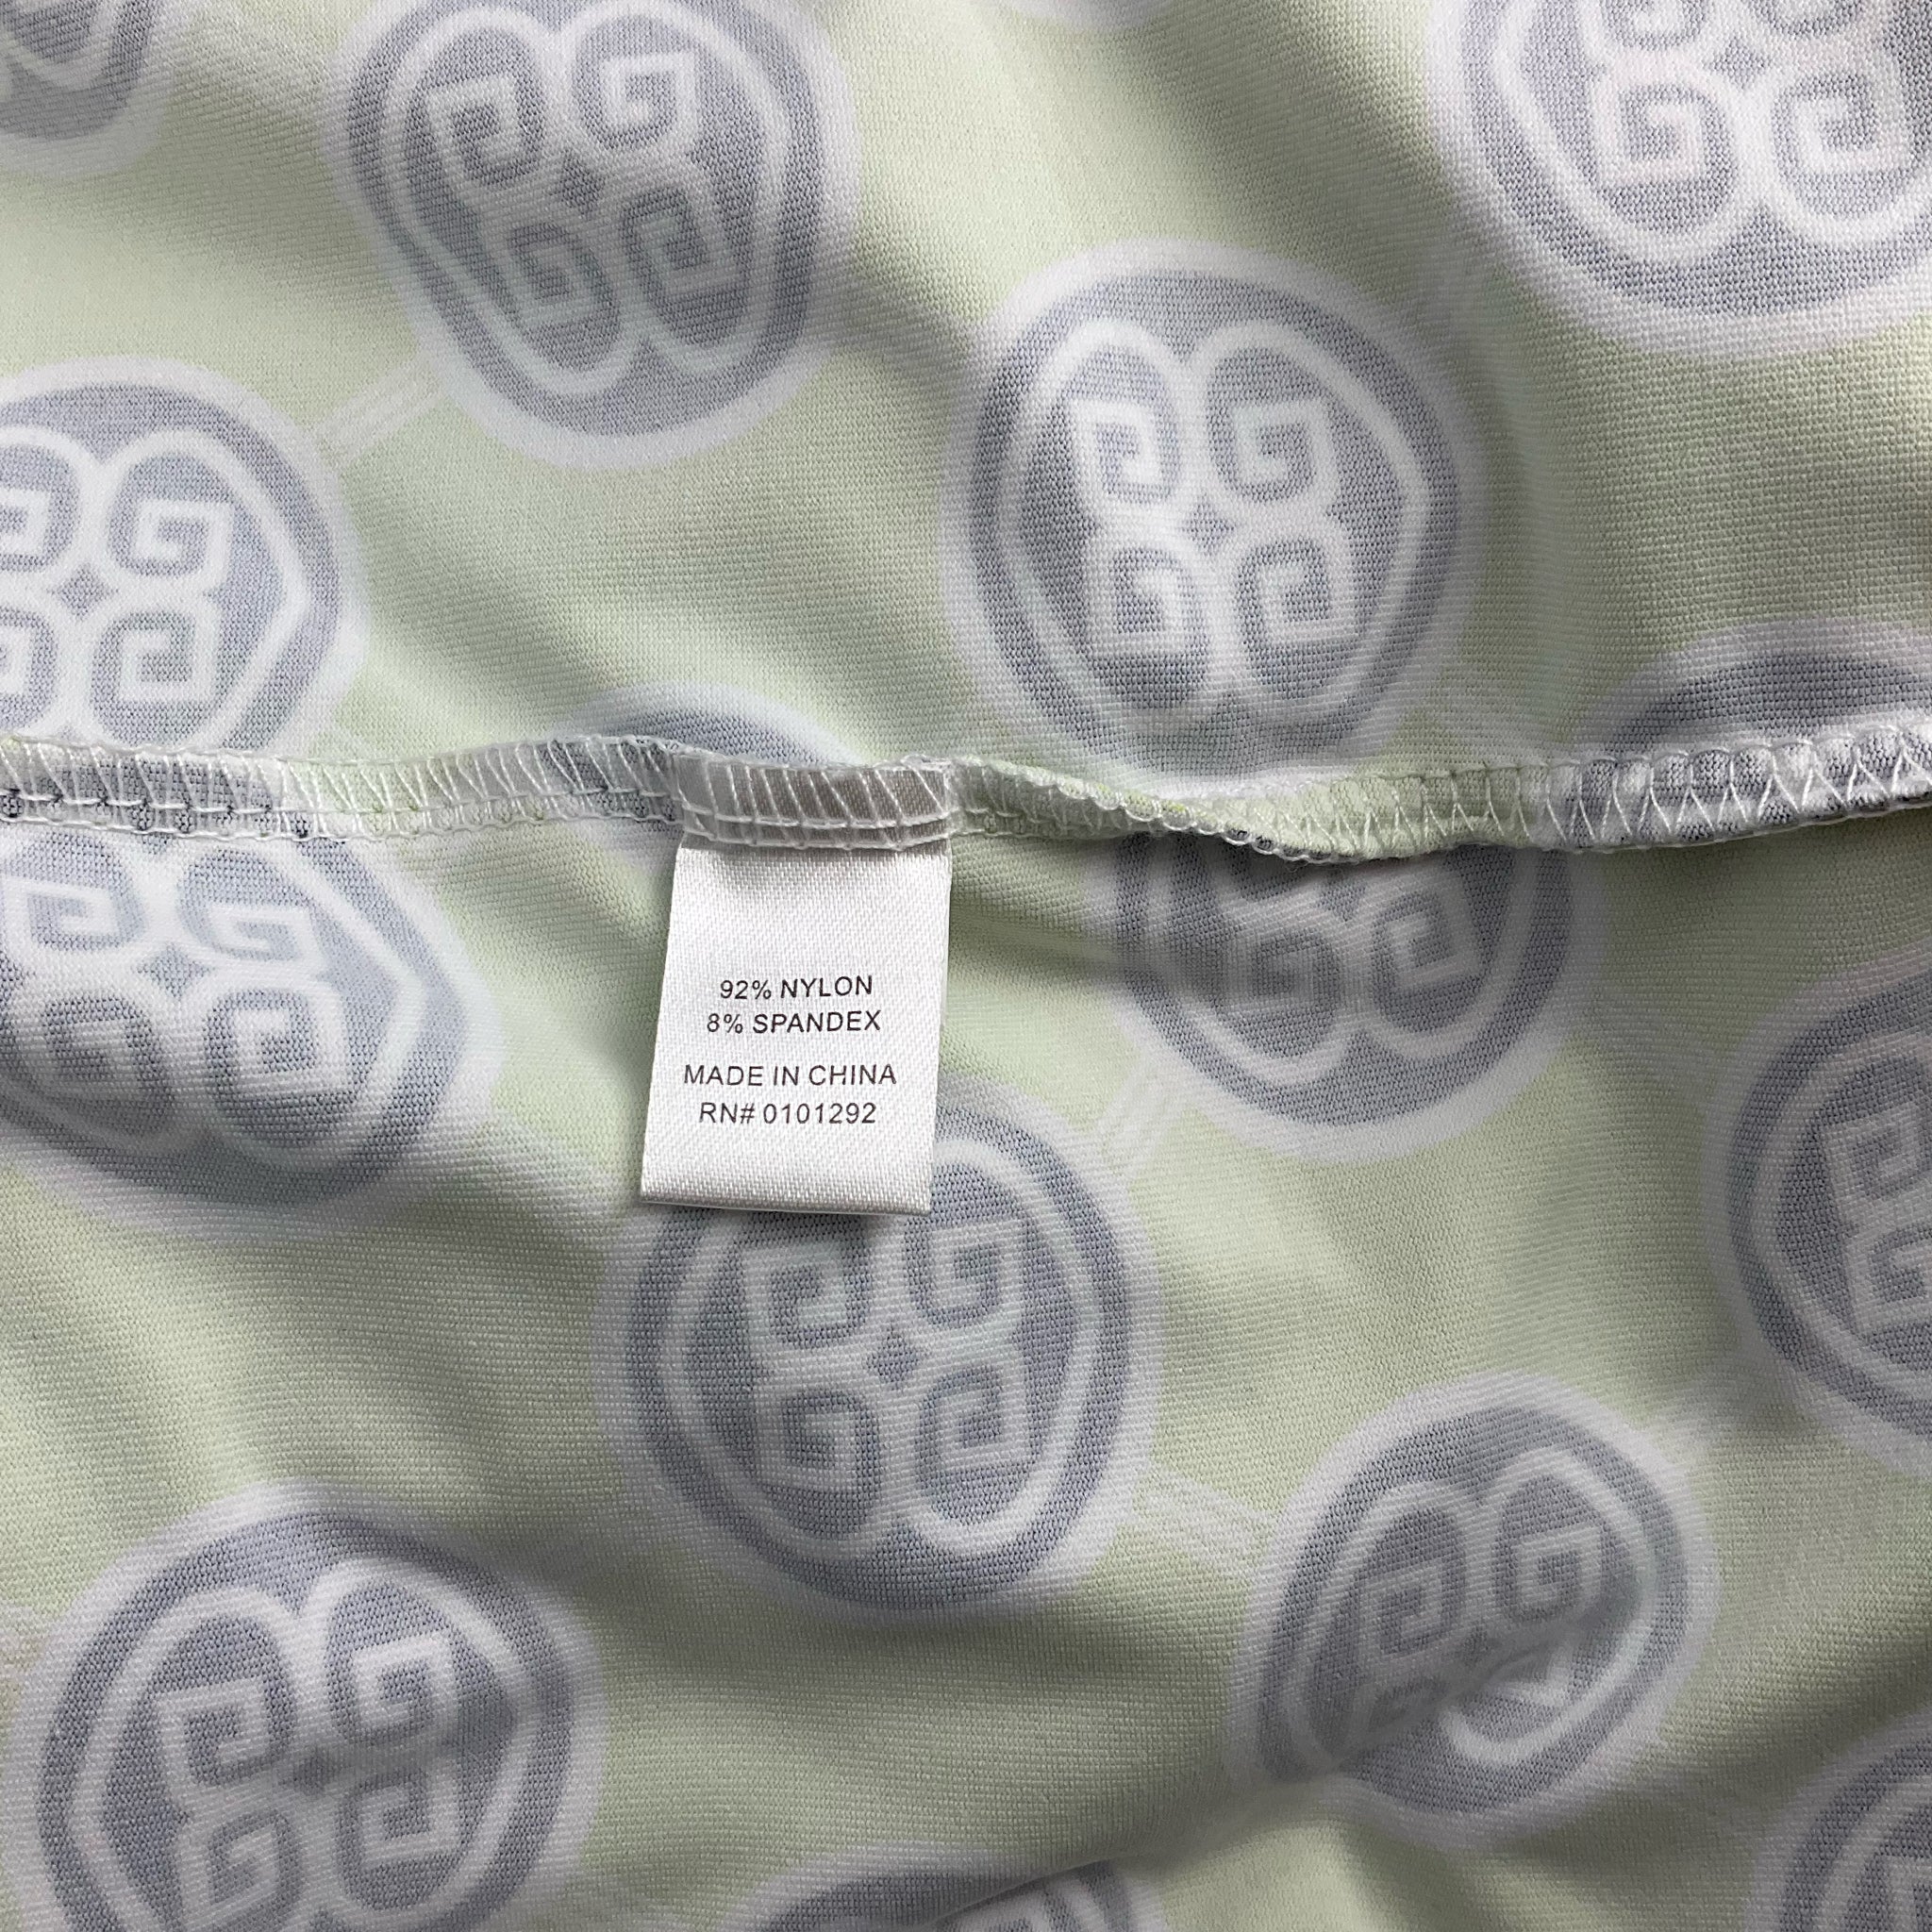 92% NYLON
8% SPANDEX
MADE IN CHINA
RN# 0101292